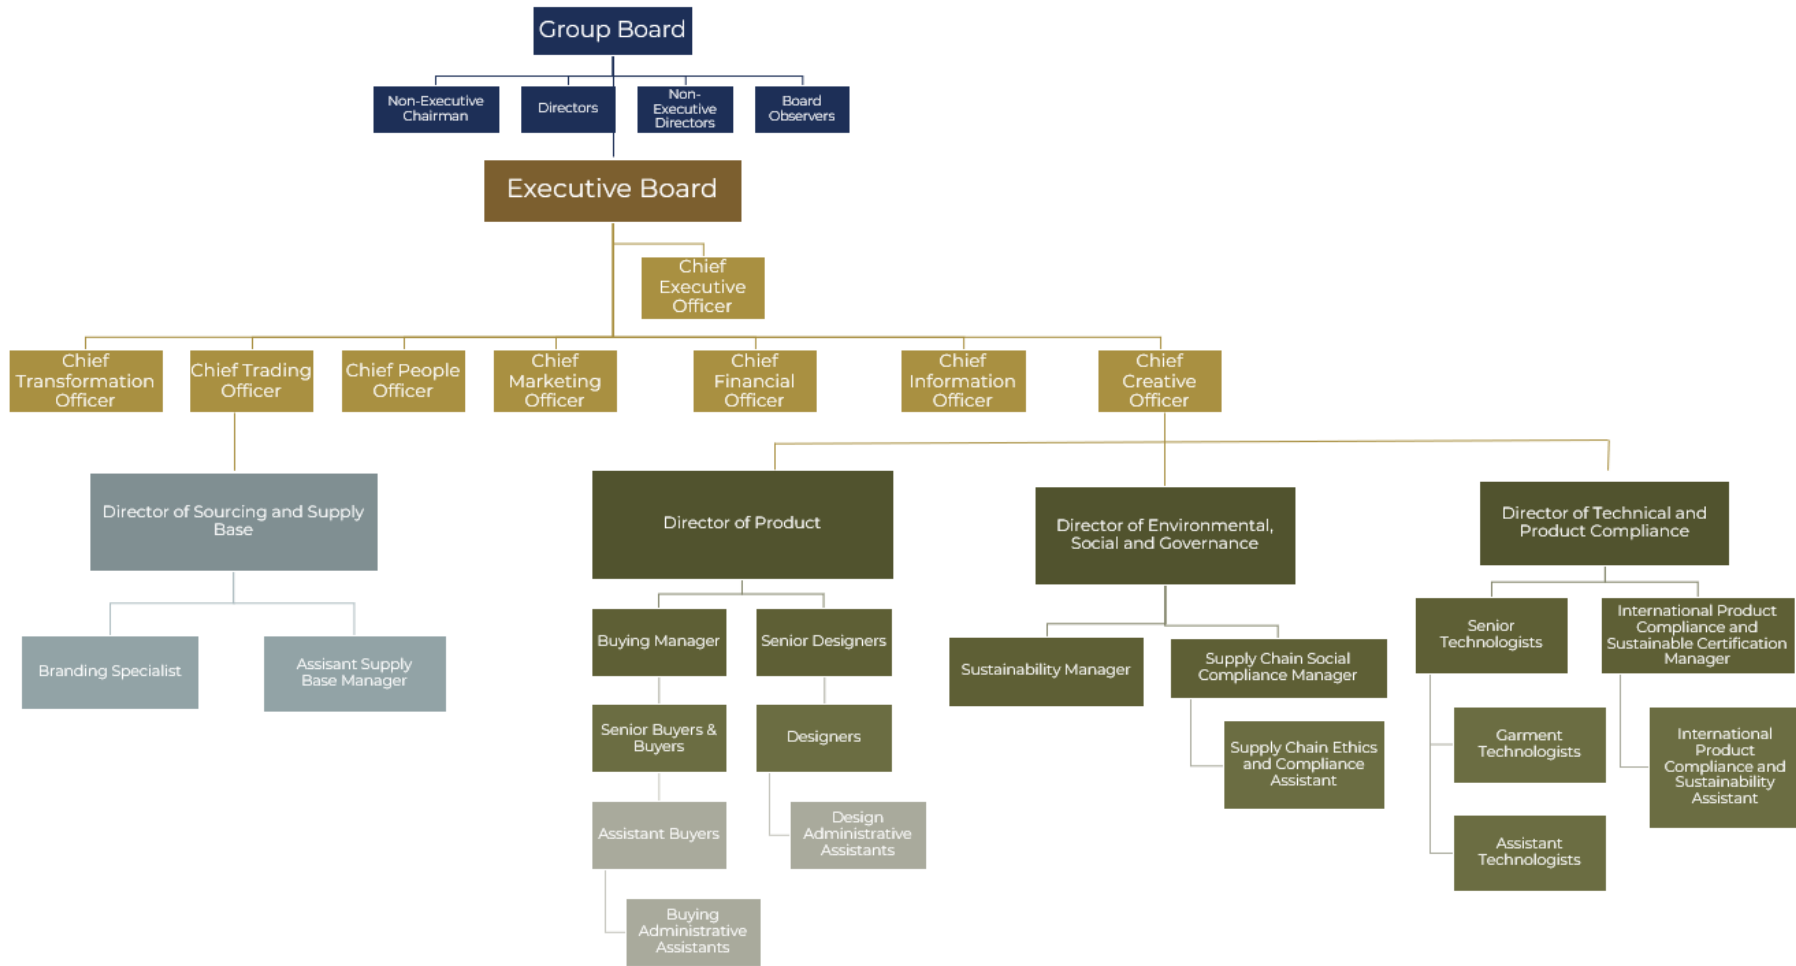 Group Board
Non-Executive
Chairman
Directors
Non-
Executive
Directors
Board
Observers
Executive Board
Chief
Executive
Officer
Chief
Transformation
Officer
Chief Trading
Officer
Chief People
Officer
Chief
Marketing
Officer
Chief
Financial
Officer
Chief
Information
Officer
Chief
Creative
Officer
Director of Sourcing and Supply
Base
Director of Product
Director of Environmental,
Social and Governance
Director of Technical and
Product Compliance
Branding Specialist
Assisant Supply
Base Manager
Buying Manager
Senior Designers
Sustainability Manager
Supply Chain Social
Compliance Manager
Senior
Technologists
International Product
Compliance and
Sustainable Certification
Manager
Senior Buyers &
Buyers
Designers
Supply Chain Ethics
and Compliance
Assistant
Garment
Technologists
International
Product
Compliance and
Sustainability
Assistant
Assistant Buyers
Design
Administrative
Assistants
Assistant
Technologists
Buying
Administrative
Assistants